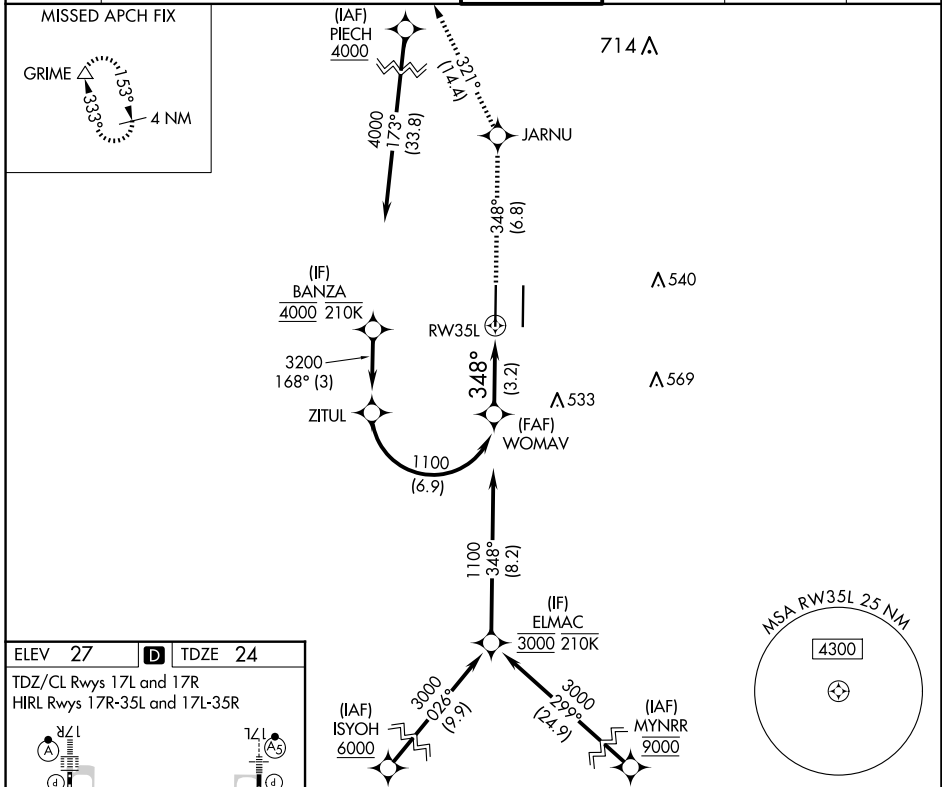 MISSED APCH FIX
GRIME
153°
333°
4 NM
(IAF)
PIECH
4000
321°
(14.4)
714
4000
173°
(33.8)
JARNU
348°
(6.8)
540
(IF)
BANZA
4000 210K
RW35L
3200
168° (3)
348°
(3.2)
569
533
ZITUL
(FAF)
WOMAV
1100
(6.9)
1100
348°
(8.2)
(IF)
ELMAC
3000 210K
MSA RW35L 25 NM
4300
3000
026°
(9.9)
3000
299°
(24.9)
(IAF)
ISYOH
6000
(IAF)
MYNRR
9000
ELEV 27 D TDZE 24
TDZ/CL Rwys 17L and 17R
HIRL Rwys 17R-35L and 17L-35R
17R
17L
A
A5
P
P